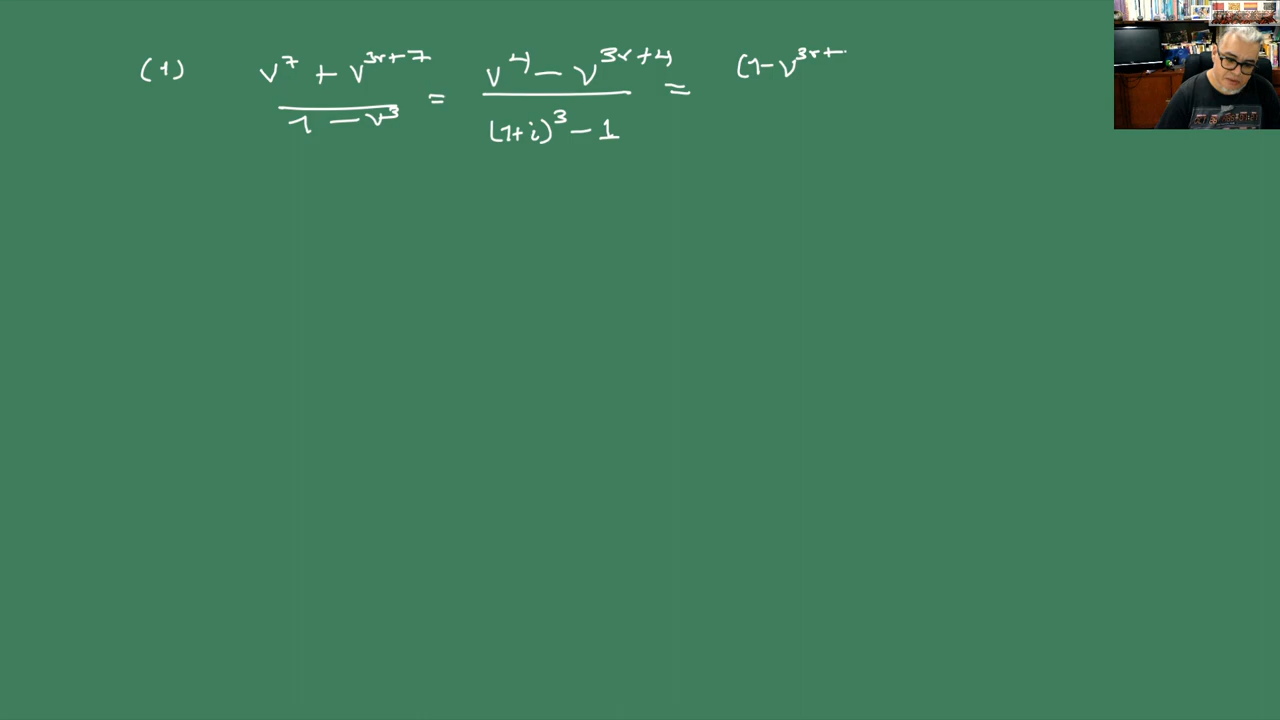 (1) v^7 + v^{3r+7} / 1 - v^3 = v^4 - v^{3r+4} / (1+i)^3 - 1 = (1 - v^{3r+